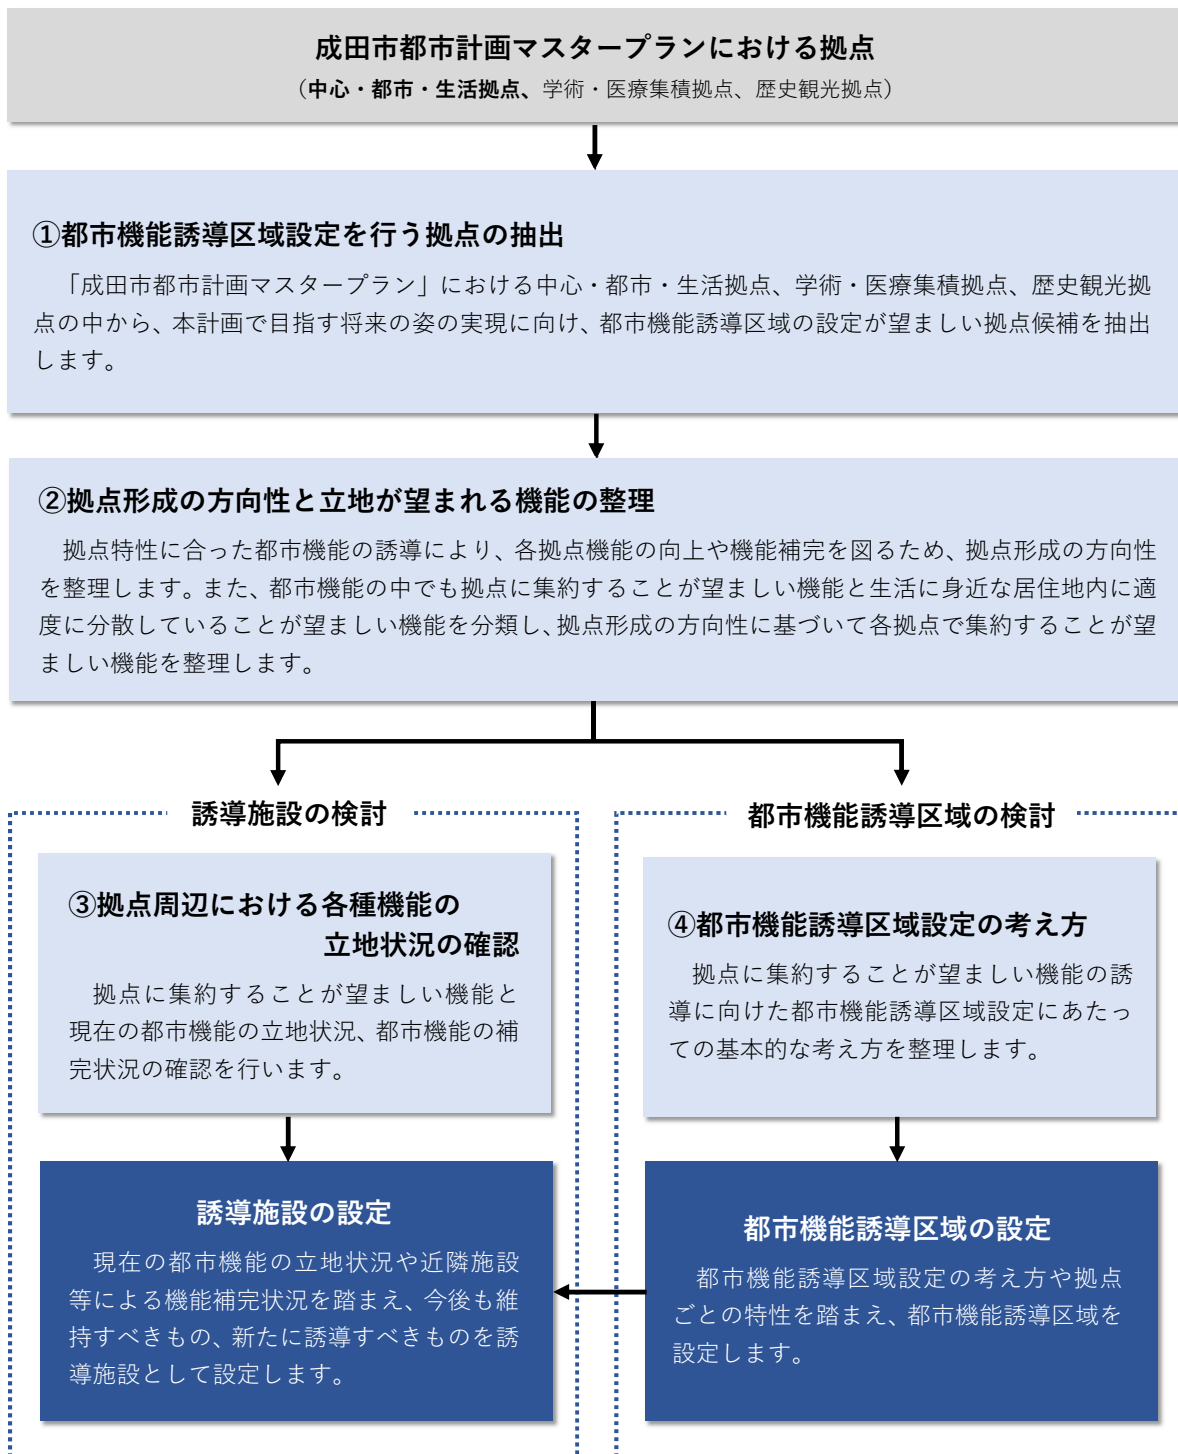 成田市都市計画マスタープランにおける拠点
（中心・都市・生活拠点、学術・医療集積拠点、歴史観光拠点）
①都市機能誘導区域設定を行う拠点の抽出
「成田市都市計画マスタープラン」における中心・都市・生活拠点、学術・医療集積拠点、歴史観光拠
点の中から、本計画で目指す将来の姿の実現に向け、都市機能誘導区域の設定が望ましい拠点候補を抽出
します。
②拠点形成の方向性と立地が望まれる機能の整理
拠点特性に合った都市機能の誘導により、各拠点機能の向上や機能補完を図るため、拠点形成の方向性
を整理します。また、都市機能の中でも拠点に集約することが望ましい機能と生活に身近な居住地内に適
度に分散していることが望ましい機能を分類し、拠点形成の方向性に基づいて各拠点で集約することが望
ましい機能を整理します。
誘導施設の検討
③拠点周辺における各種機能の
立地状況の確認
拠点に集約することが望ましい機能と
現在の都市機能の立地状況、都市機能の補
完状況の確認を行います。
誘導施設の設定
現在の都市機能の立地状況や近隣施設
等による機能補完状況を踏まえ、今後も維
持すべきもの、新たに誘導すべきものを誘
導施設として設定します。
都市機能誘導区域の検討
④都市機能誘導区域設定の考え方
拠点に集約することが望ましい機能の誘
導に向けた都市機能誘導区域設定にあたっ
ての基本的な考え方を整理します。
都市機能誘導区域の設定
都市機能誘導区域設定の考え方や拠点
ごとの特性を踏まえ、都市機能誘導区域を
設定します。